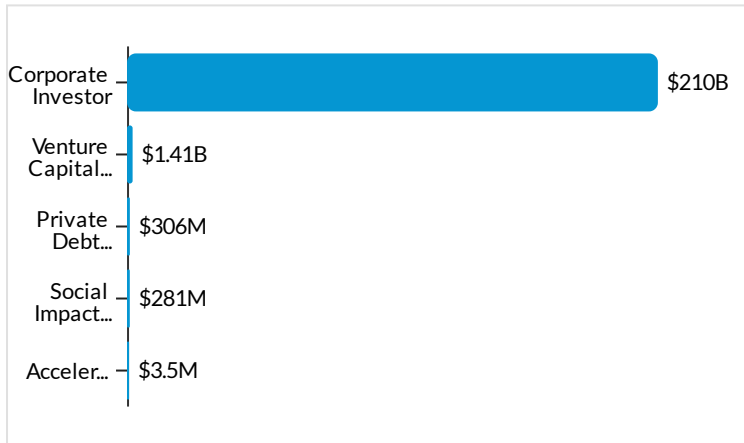 Corporate
Investor
$210B
Venture
Capital...
$1.41B
Private
Debt...
$306M
Social
Impact...
$281M
Acceler...
$3.5M